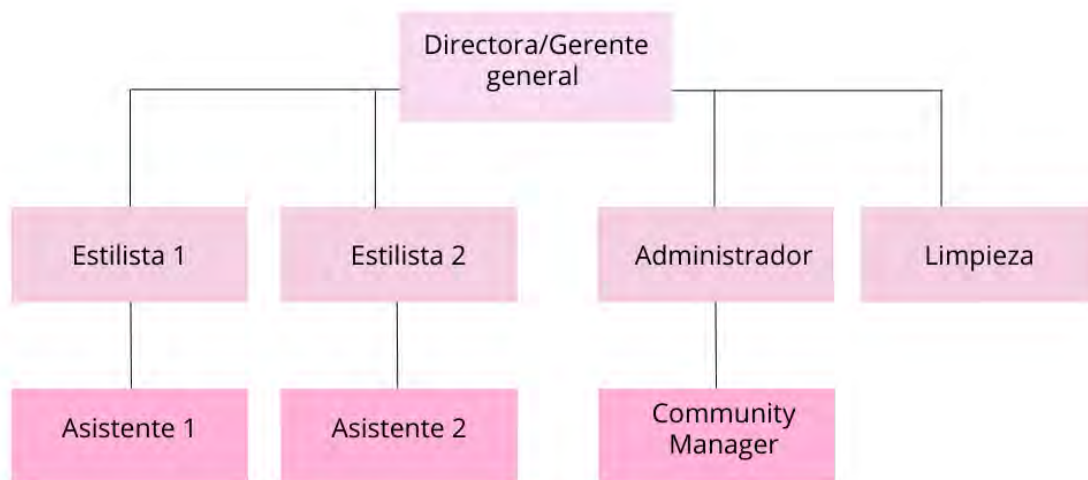 Directora/Gerente
general
Estilista 1
Estilista 2
Administrador
Limpieza
Asistente 1
Asistente 2
Community
Manager